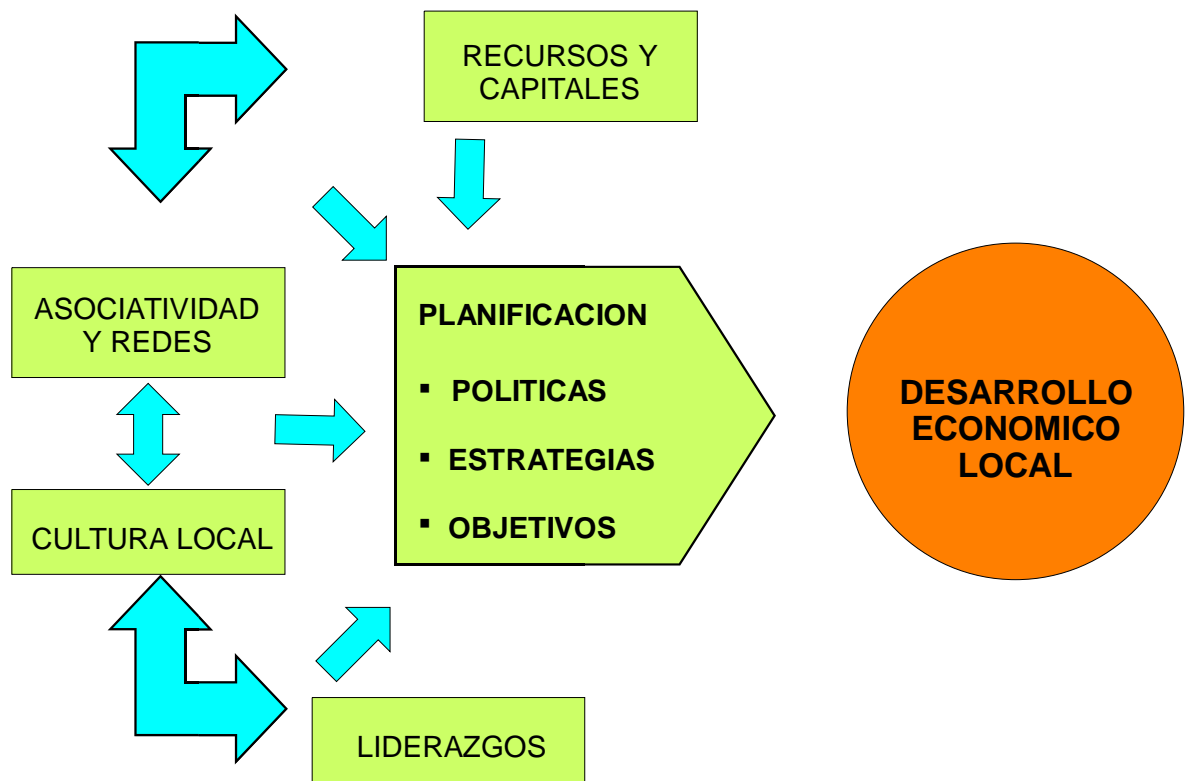 RECURSOS Y
CAPITALES
ASOCIATIVIDAD
Y REDES
CULTURA LOCAL
PLANIFICACION
▪ POLITICAS
▪ ESTRATEGIAS
▪ OBJETIVOS
DESARROLLO
ECONOMICO
LOCAL
LIDERAZGOS